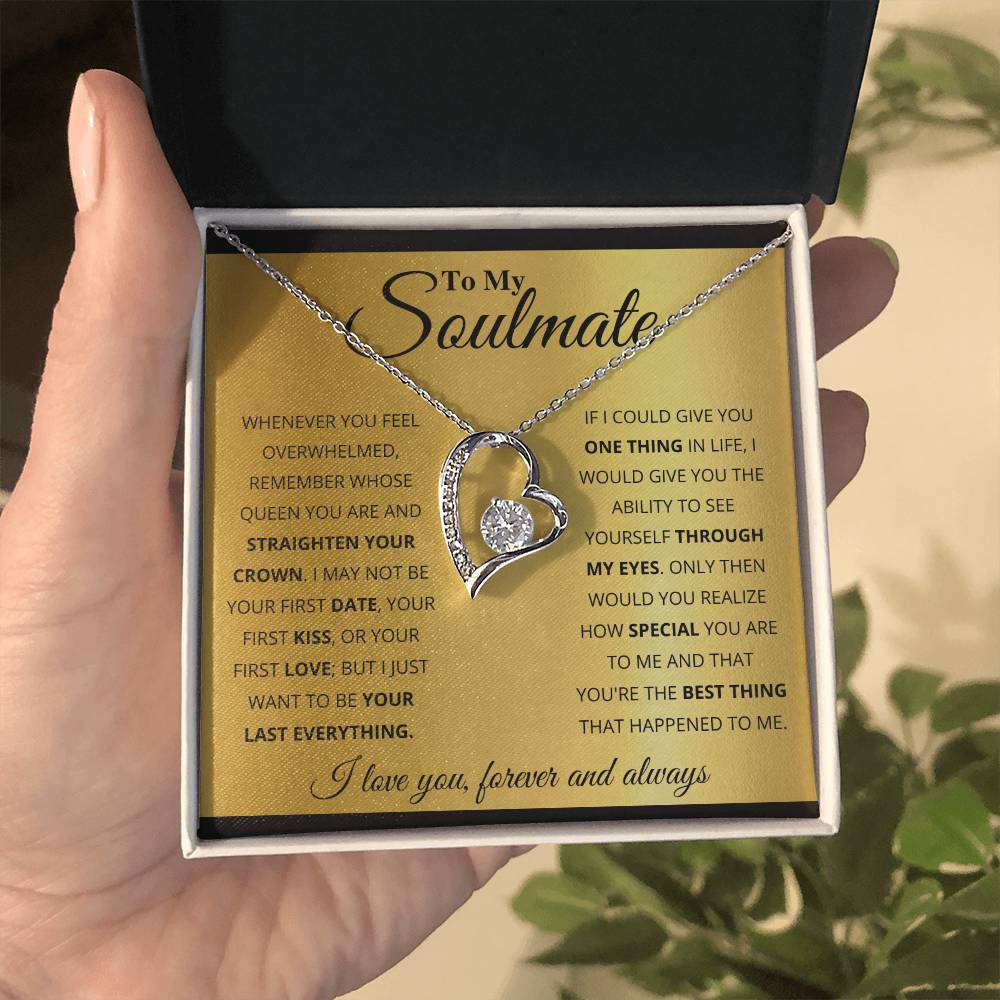 To My
Soulmate
WHENEVER YOU FEEL
OVERWHELMED,
REMEMBER WHOSE
QUEEN YOU ARE AND
STRAIGHTEN YOUR
CROWN. I MAY NOT BE
YOUR FIRST DATE, YOUR
FIRST KISS, OR YOUR
FIRST LOVE; BUT I JUST
WANT TO BE YOUR
LAST EVERYTHING.
IF I COULD GIVE YOU
ONE THING IN LIFE, I
WOULD GIVE YOU THE
ABILITY TO SEE
YOURSELF THROUGH
MY EYES. ONLY THEN
WOULD YOU REALIZE
HOW SPECIAL YOU ARE
TO ME AND THAT
YOU'RE THE BEST THING
THAT HAPPENED TO ME.
I love you, forever and always